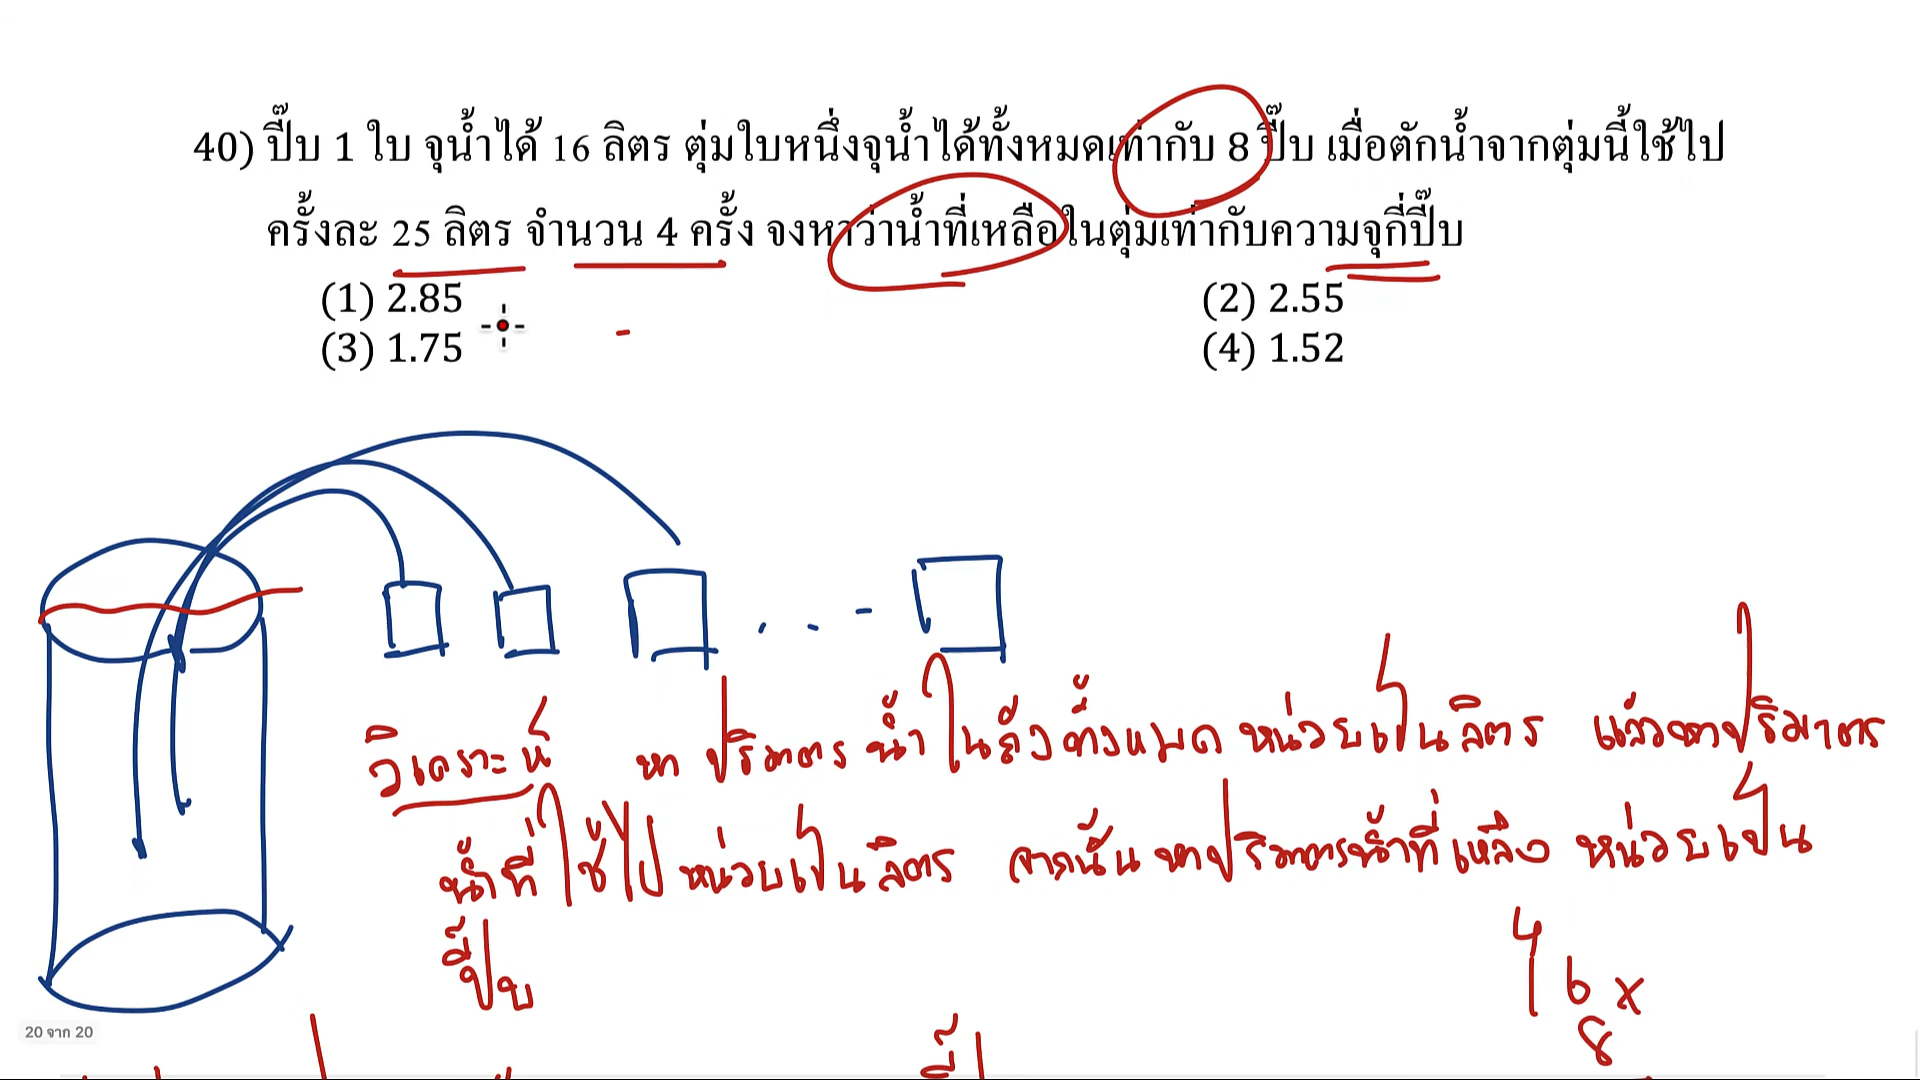 40) ปี๊บ 1 ใบ จุน้ำได้ 16 ลิตร ตุ่มใบหนึ่งจุน้ำได้ทั้งหมดเท่ากับ 8 ปี๊บ เมื่อตักน้ำจากตุ่มนี้ใช้ไป
ครั้งละ 25 ลิตร จำนวน 4 ครั้ง จงหาว่าน้ำที่เหลือในตุ่มเท่ากับความจุกี่ปี๊บ
(1) 2.85 (2) 2.55
(3) 1.75 (4) 1.52
วิเคราะห์ หา ปริมาตร น้ำ ในถังทั้งหมด หน่วยเป็น ลิตร แล้วหาปริมาตร
น้ำที่ ใช้ไป หน่วยเป็น ลิตร จากนั้น หาปริมาตรน้ำที่เหลือ หน่วยเป็น
ปี๊บ
4
16 x
8
20 จาก 20